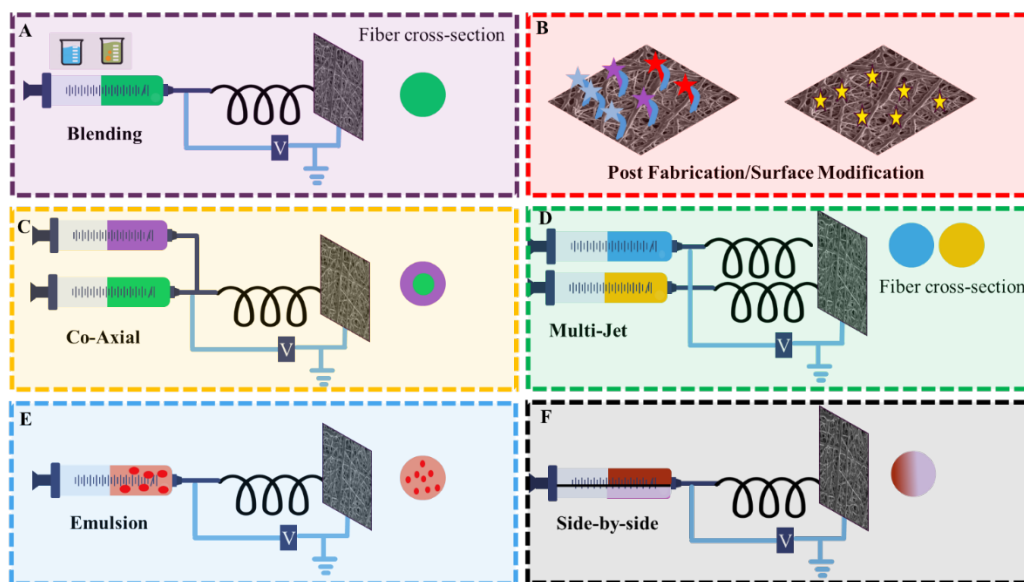 A
Fiber cross-section
Blending
V
B
Post Fabrication/Surface Modification
C
Co-Axial
V
D
Fiber cross-section
Multi-Jet
V
E
Emulsion
V
F
Side-by-side
V